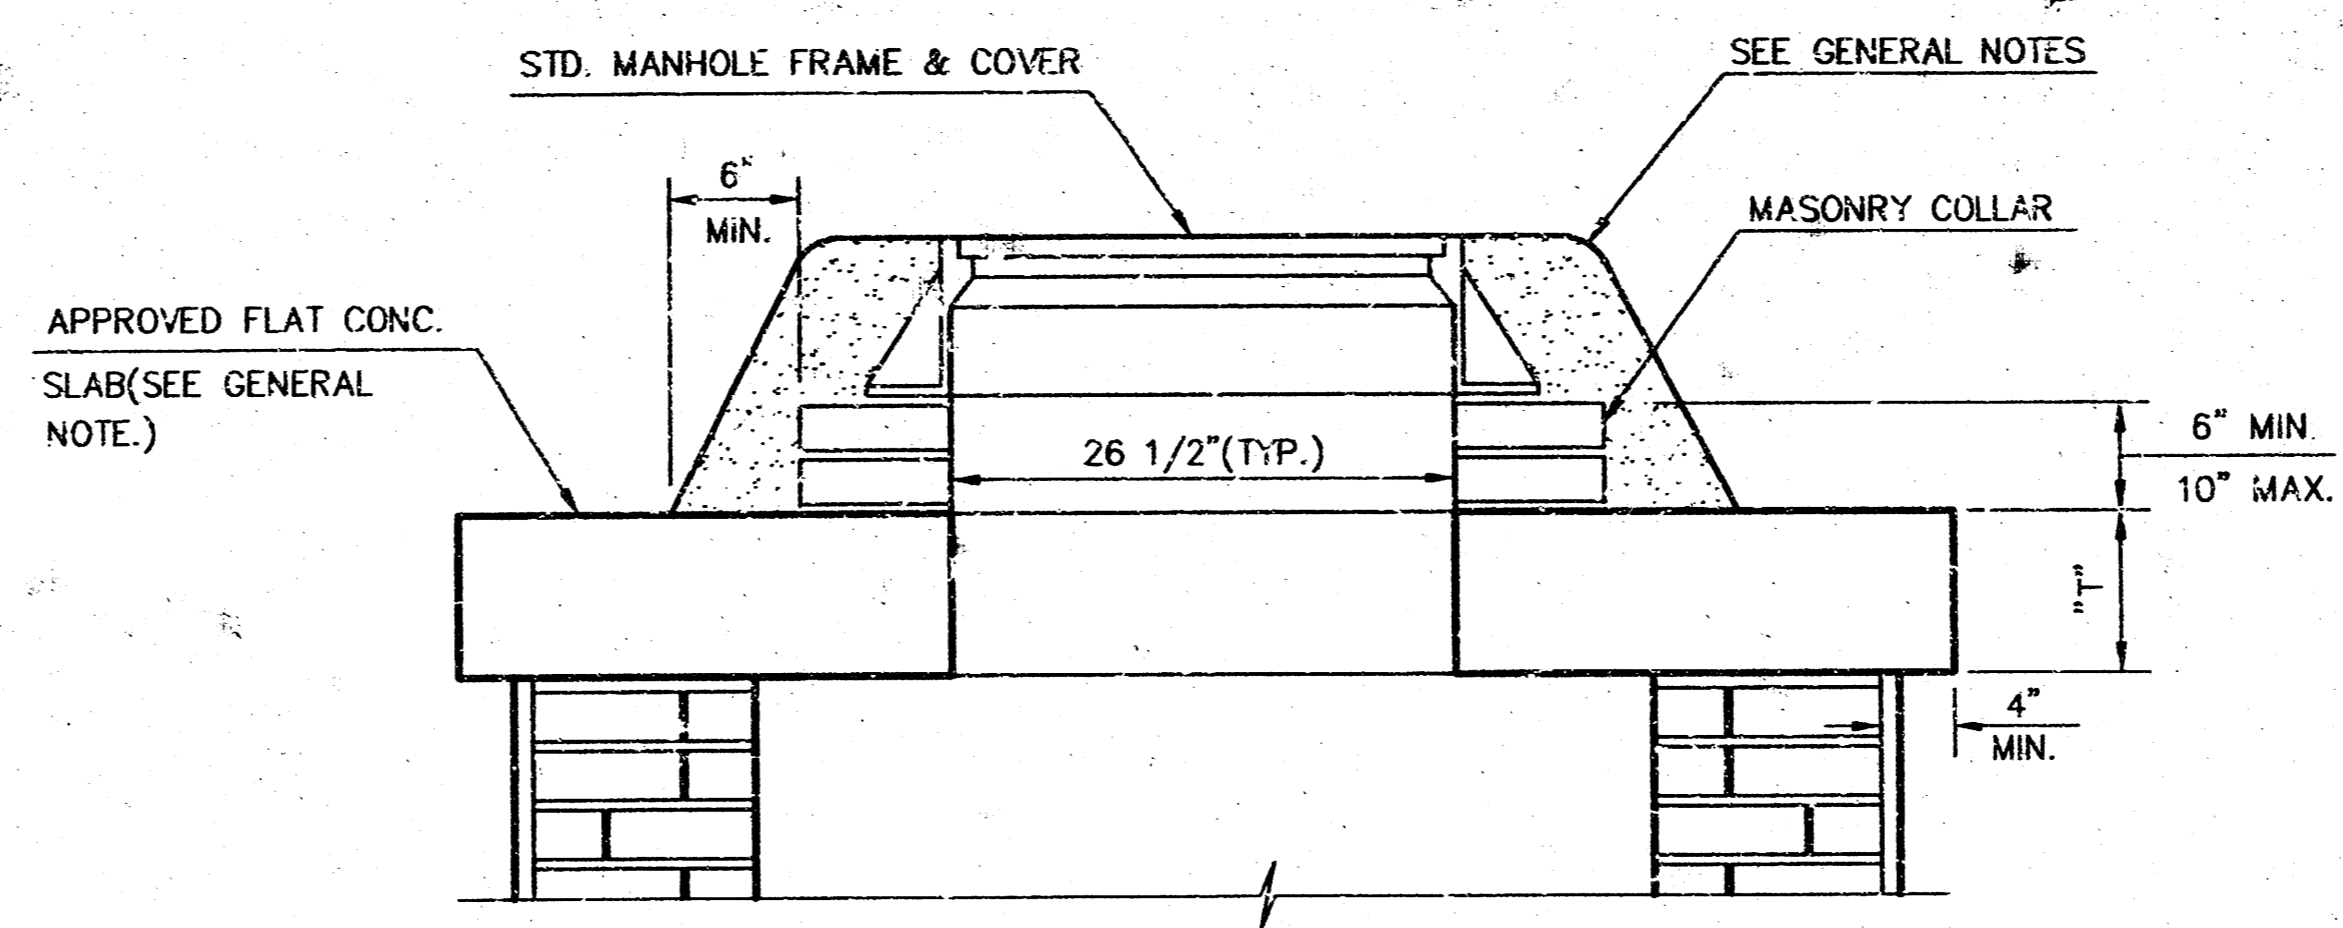 STD. MANHOLE FRAME & COVER
SEE GENERAL NOTES
6"
MIN.
MASONRY COLLAR
APPROVED FLAT CONC.
SLAB(SEE GENERAL
NOTE.)
26 1/2"(TYP.)
6" MIN.
10" MAX.
"T"
4"
MIN.